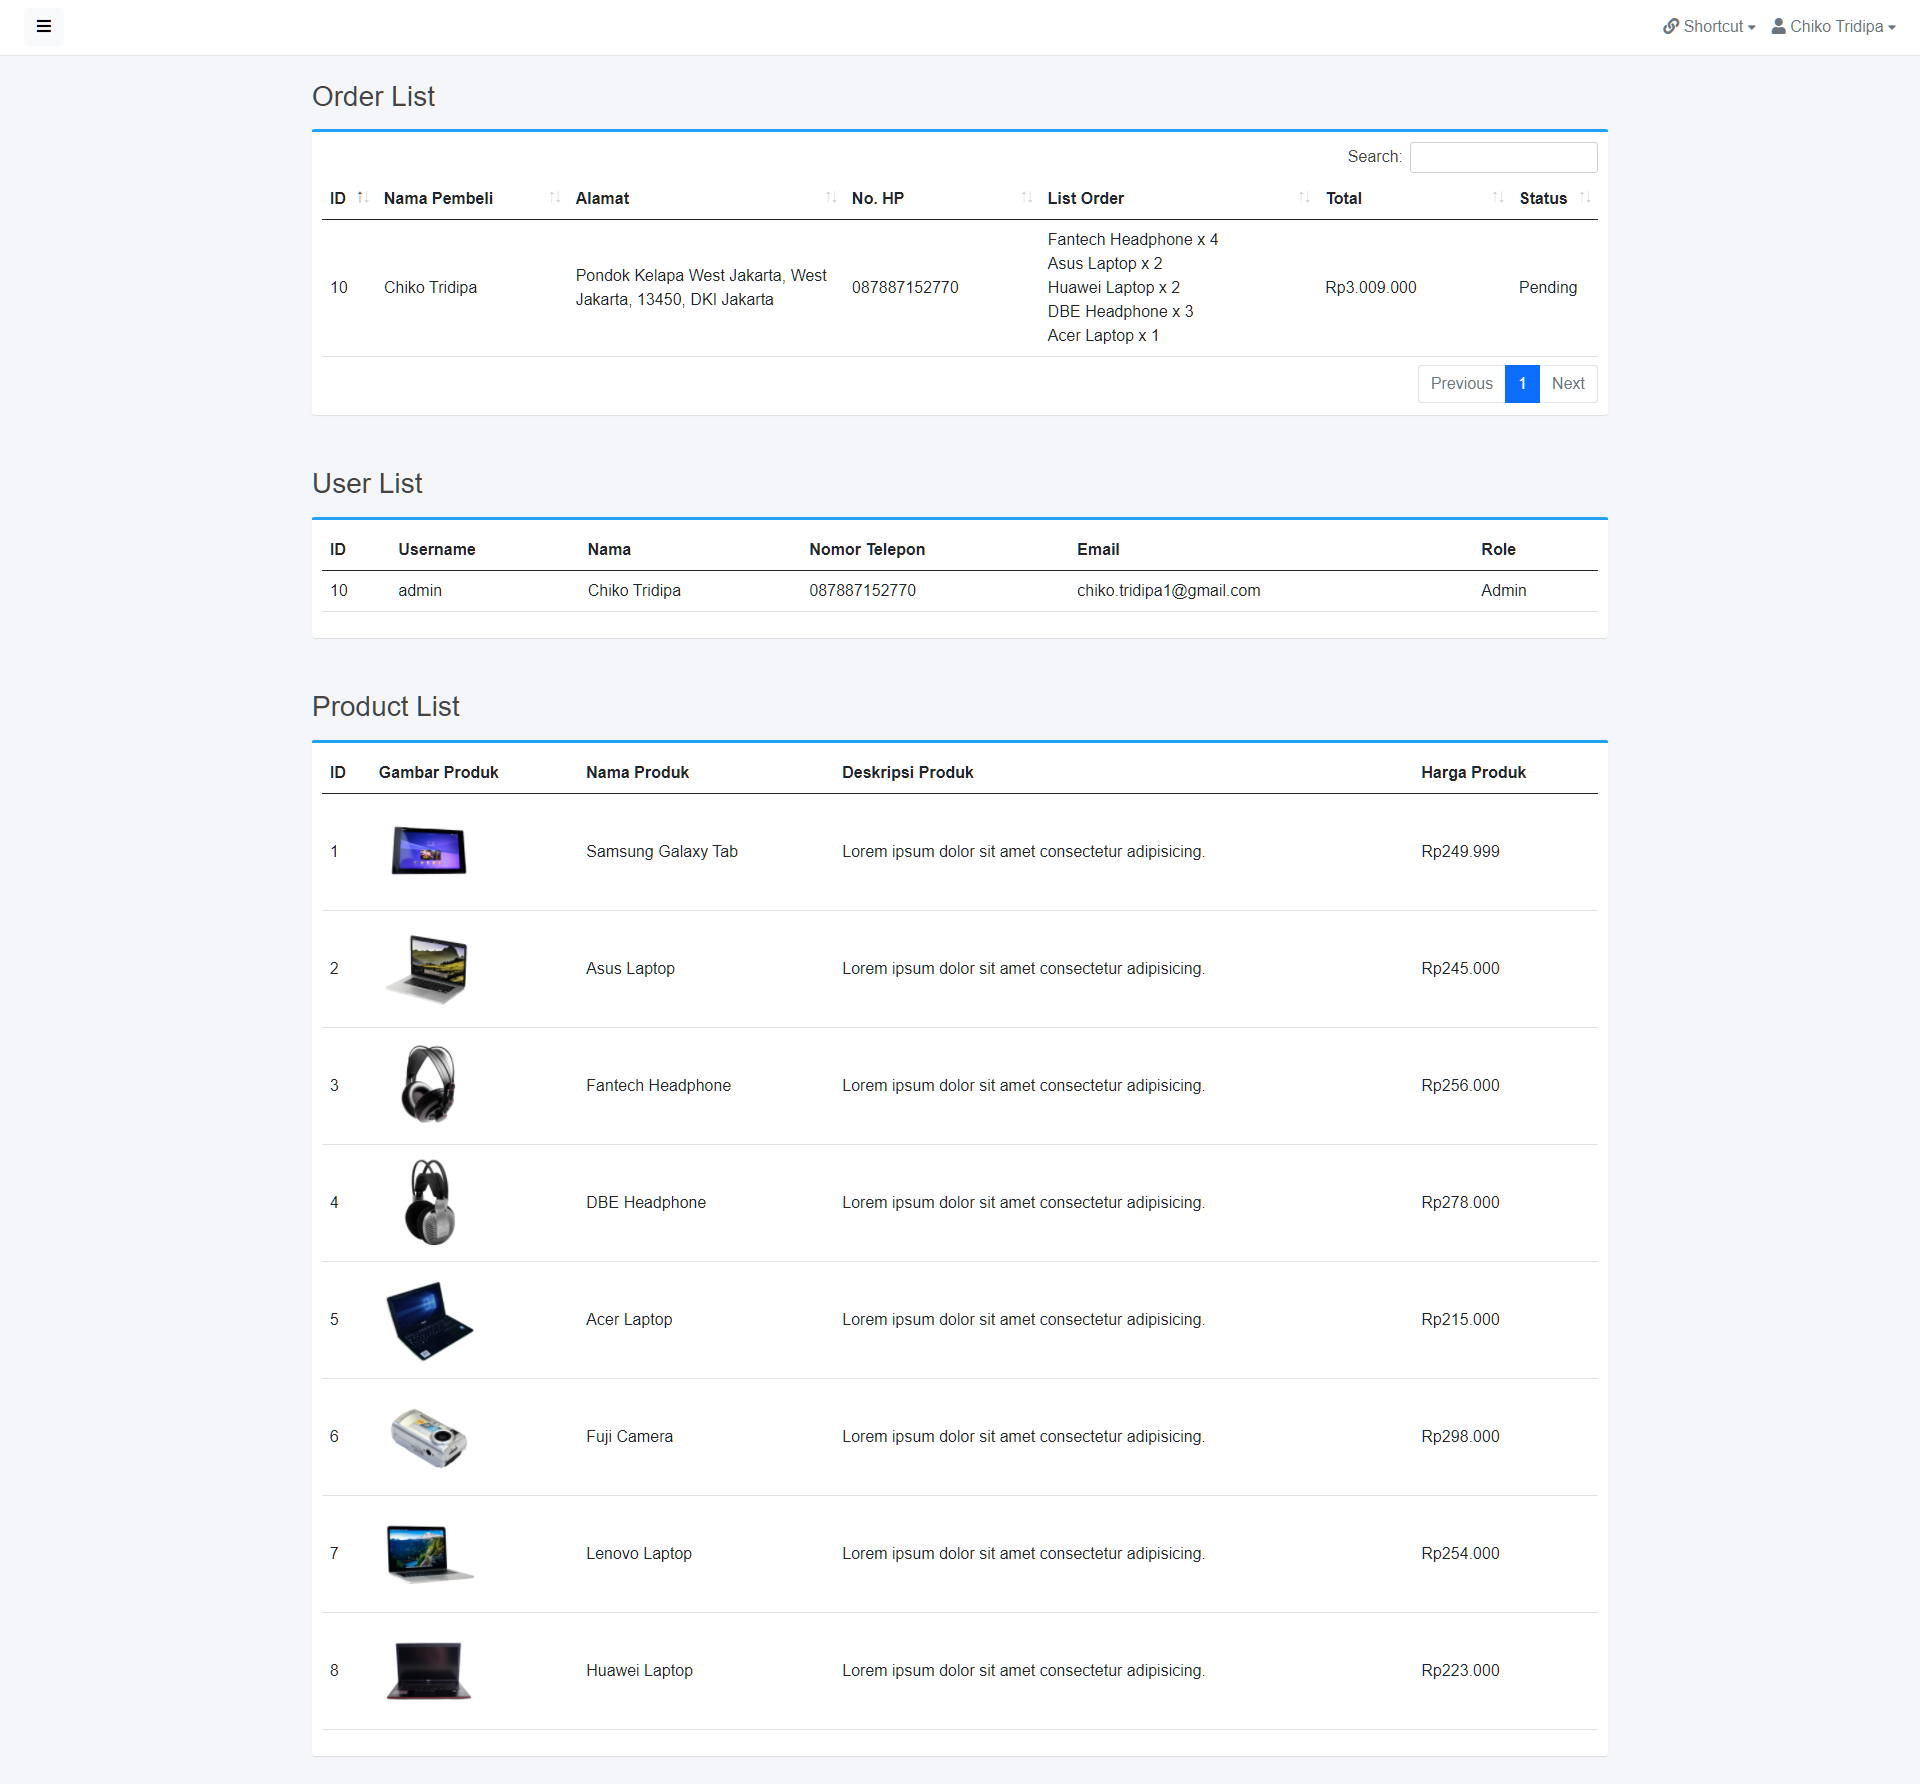 Shortcut
Chiko Tridipa
Order List
Search:
ID Nama Pembeli Alamat No. HP List Order Total Status
10 Chiko Tridipa Pondok Kelapa West Jakarta, West Jakarta, 13450, DKI Jakarta 087887152770 Fantech Headphone x 4
Asus Laptop x 2
Huawei Laptop x 2
DBE Headphone x 3
Acer Laptop x 1
Rp3.009.000 Pending
Previous 1 Next
User List
ID Username Nama Nomor Telepon Email Role
10 admin Chiko Tridipa 087887152770 chiko.tridipa1@gmail.com Admin
Product List
ID Gambar Produk Nama Produk Deskripsi Produk Harga Produk
1 Samsung Galaxy Tab Lorem ipsum dolor sit amet consectetur adipisicing. Rp249.999
2 Asus Laptop Lorem ipsum dolor sit amet consectetur adipisicing. Rp245.000
3 Fantech Headphone Lorem ipsum dolor sit amet consectetur adipisicing. Rp256.000
4 DBE Headphone Lorem ipsum dolor sit amet consectetur adipisicing. Rp278.000
5 Acer Laptop Lorem ipsum dolor sit amet consectetur adipisicing. Rp215.000
6 Fuji Camera Lorem ipsum dolor sit amet consectetur adipisicing. Rp298.000
7 Lenovo Laptop Lorem ipsum dolor sit amet consectetur adipisicing. Rp254.000
8 Huawei Laptop Lorem ipsum dolor sit amet consectetur adipisicing. Rp223.000